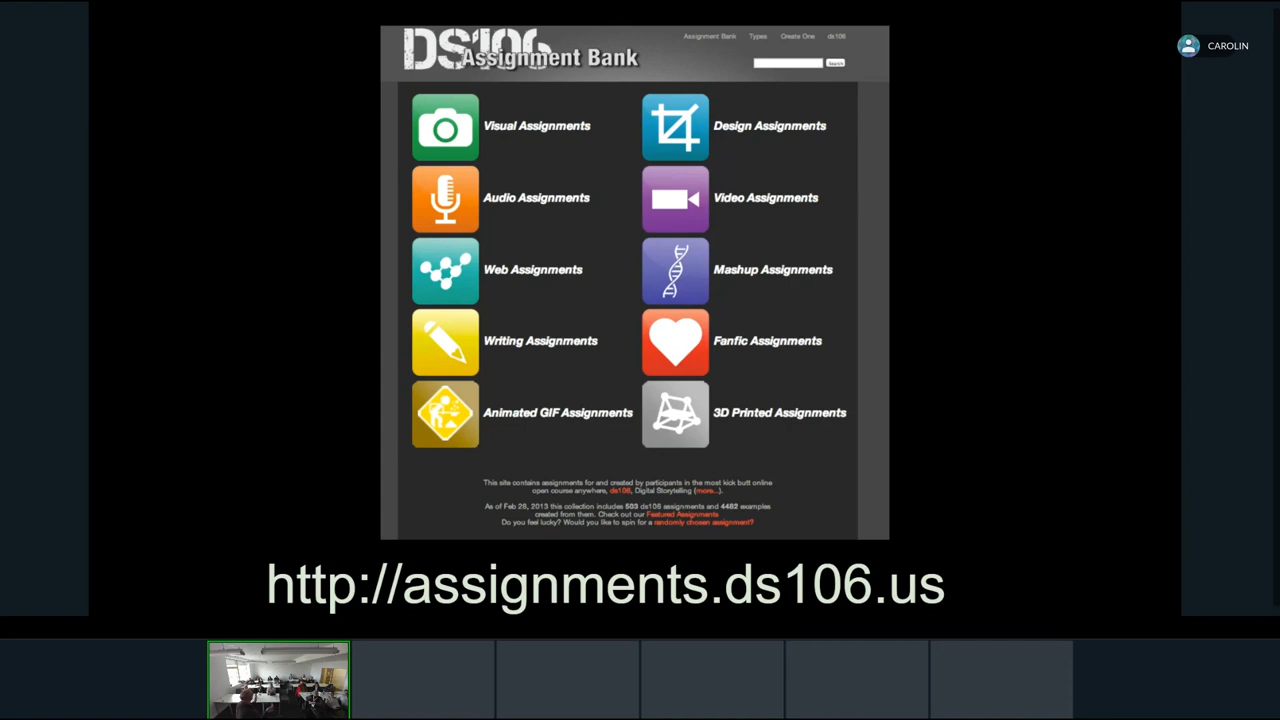 DS106
Assignment Bank
Assignment Bank Types Create One ds106
Search
CAROLIN
Visual Assignments
Design Assignments
Audio Assignments
Video Assignments
Web Assignments
Mashup Assignments
Writing Assignments
Fanfic Assignments
Animated GIF Assignments
3D Printed Assignments
This site contains assignments for and created by participants in the most kick butt online
open course anywhere, ds106, Digital Storytelling (more...).
As of Feb 26, 2013 this collection includes 503 ds106 assignments and 4482 examples
created from them. Check out our Featured Assignments
Do you feel lucky? Would you like to spin for a randomly chosen assignment?
http://assignments.ds106.us